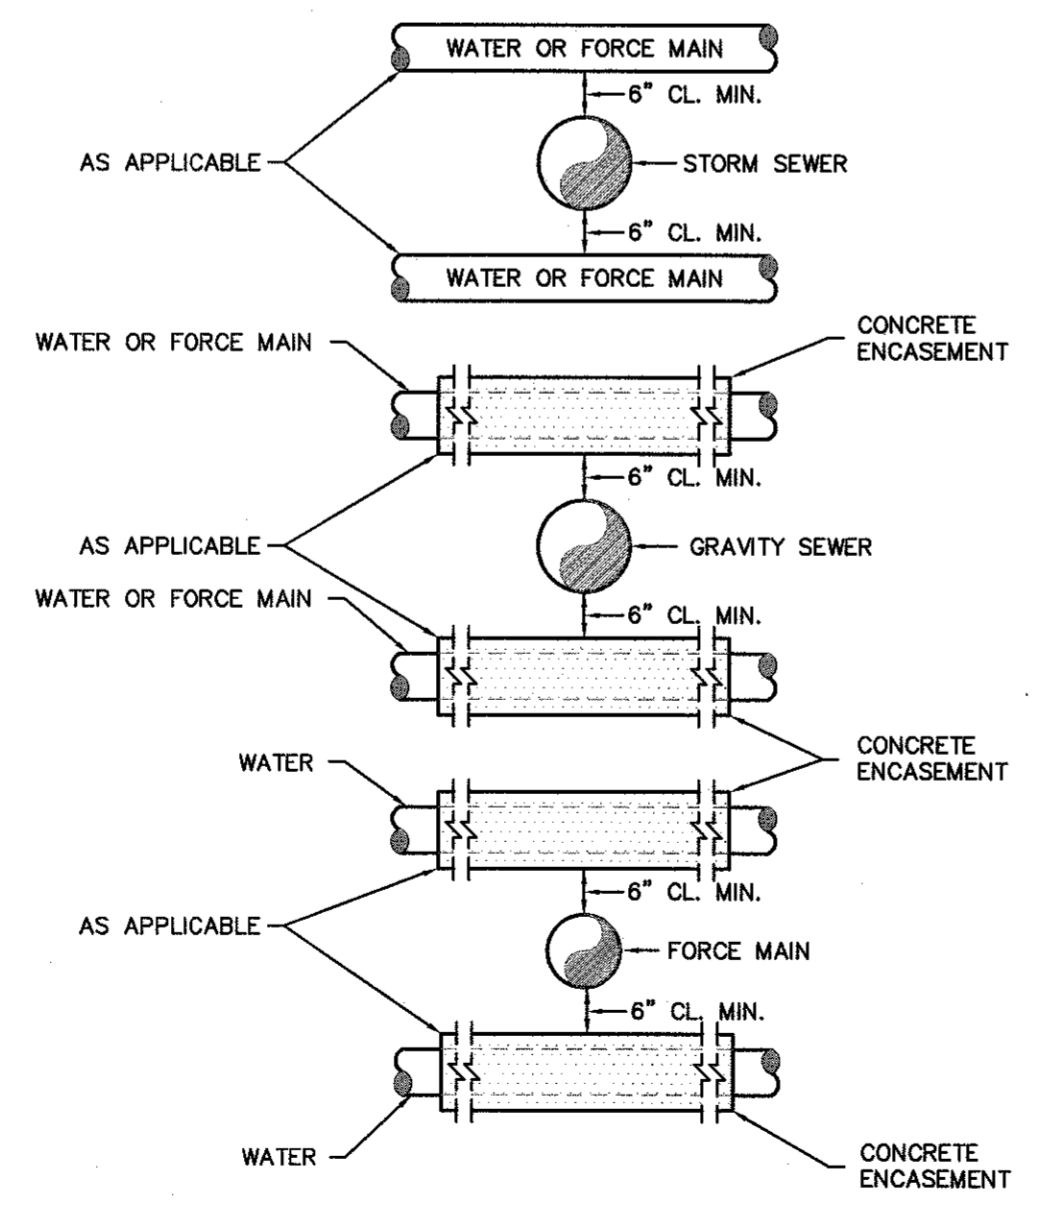 WATER OR FORCE MAIN
6" CL. MIN.
AS APPLICABLE
STORM SEWER
6" CL. MIN.
WATER OR FORCE MAIN
WATER OR FORCE MAIN
CONCRETE
ENCASEMENT
6" CL. MIN.
AS APPLICABLE
GRAVITY SEWER
WATER OR FORCE MAIN
6" CL. MIN.
CONCRETE
ENCASEMENT
WATER
6" CL. MIN.
AS APPLICABLE
FORCE MAIN
6" CL. MIN.
WATER
CONCRETE
ENCASEMENT